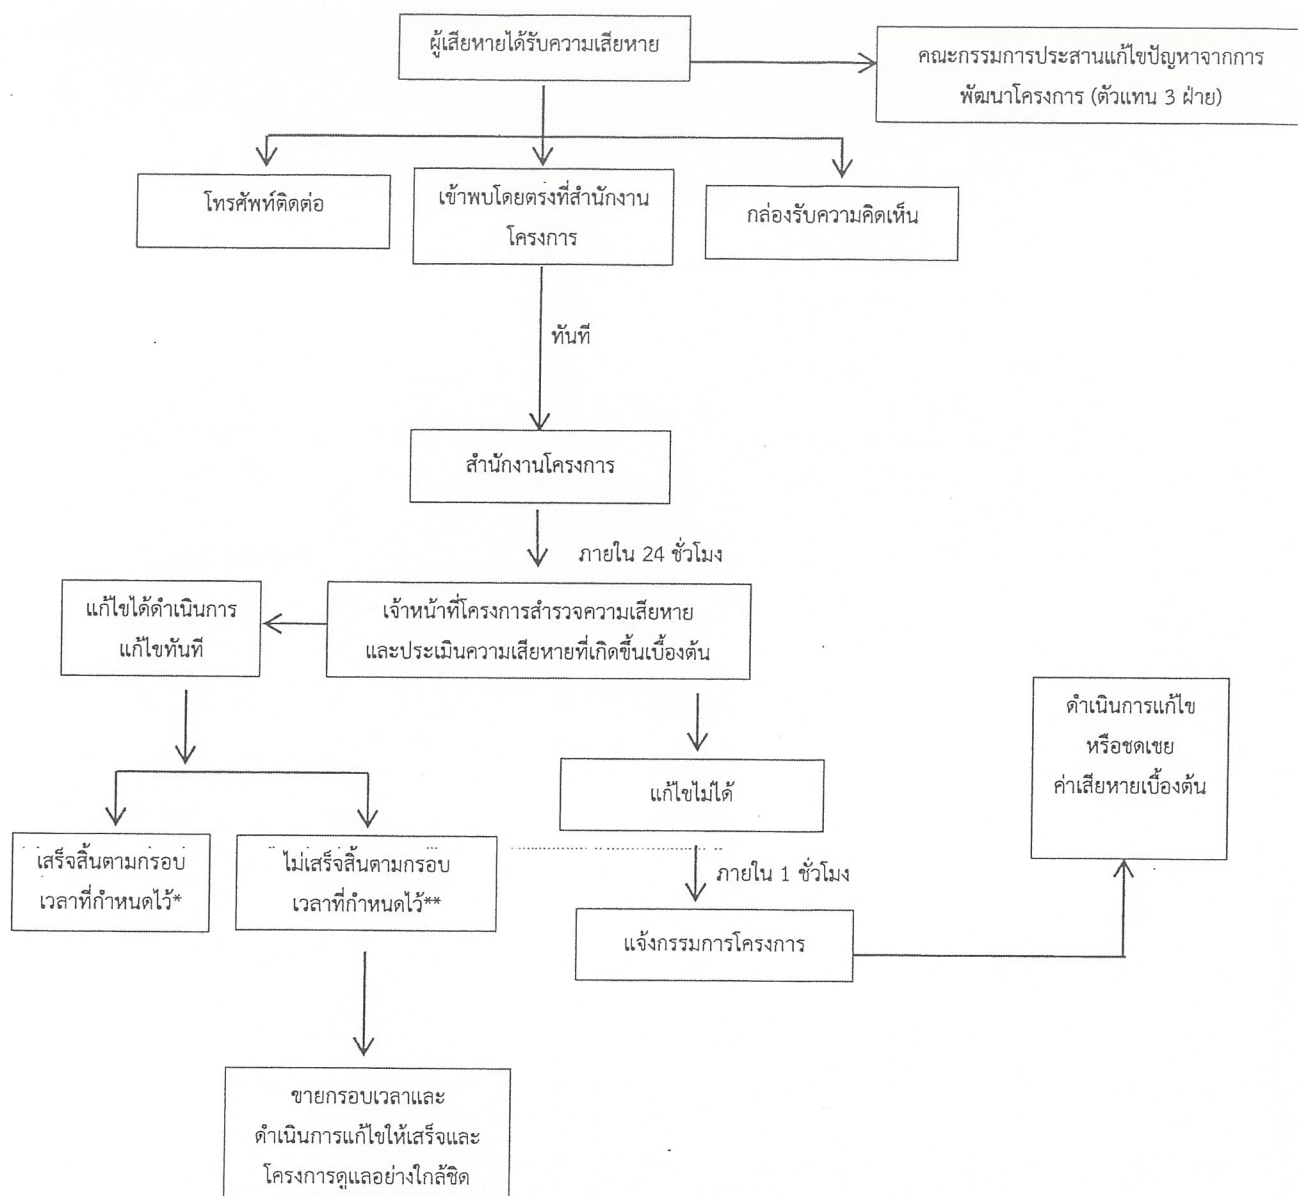 ผู้เสียหายได้รับความเสียหาย
คณะกรรมการประสานแก้ไขปัญหาจากการ
พัฒนาโครงการ (ตัวแทน 3 ฝ่าย)
โทรศัพท์ติดต่อ
เข้าพบโดยตรงที่สำนักงาน
โครงการ
กล่องรับความคิดเห็น
ทันที
สำนักงานโครงการ
ภายใน 24 ชั่วโมง
แก้ไขได้ดำเนินการ
แก้ไขทันที
เจ้าหน้าที่โครงการสำรวจความเสียหาย
และประเมินความเสียหายที่เกิดขึ้นเบื้องต้น
ดำเนินการแก้ไข
หรือชดเชย
ค่าเสียหายเบื้องต้น
แก้ไขไม่ได้
เสร็จสิ้นตามกรอบ
เวลาที่กำหนดไว้*
ไม่เสร็จสิ้นตามกรอบ
เวลาที่กำหนดไว้**
ภายใน 1 ชั่วโมง
แจ้งกรรมการโครงการ
ขายกรอบเวลาและ
ดำเนินการแก้ไขให้เสร็จและ
โครงการดูแลอย่างใกล้ชิด